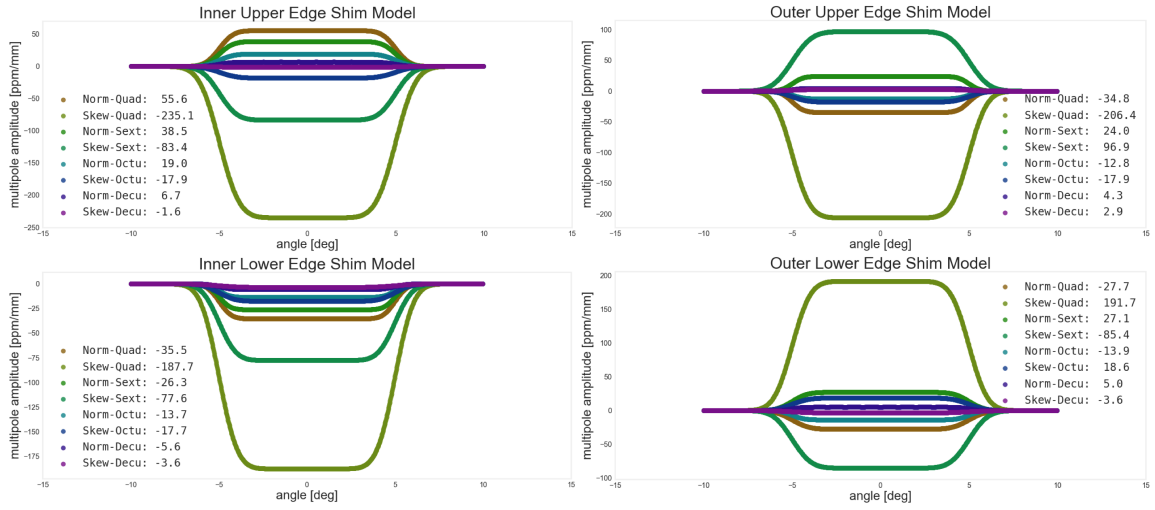 Inner Upper Edge Shim Model
multipole amplitude [ppm/mm]
50
0
−50
−100
−150
−200
−250
Norm-Quad: 55.6
Skew-Quad: -235.1
Norm-Sext: 38.5
Skew-Sext: -83.4
Norm-Octu: 19.0
Skew-Octu: -17.9
Norm-Decu: 6.7
Skew-Decu: -1.6
−15 −10 −5 0 5 10 15
angle [deg]
Outer Upper Edge Shim Model
multipole amplitude [ppm/mm]
100
50
0
−50
−100
−150
−200
Norm-Quad: -34.8
Skew-Quad: -206.4
Norm-Sext: 24.0
Skew-Sext: 96.9
Norm-Octu: -12.8
Skew-Octu: -17.9
Norm-Decu: 4.3
Skew-Decu: 2.9
−15 −10 −5 0 5 10 15
angle [deg]
Inner Lower Edge Shim Model
multipole amplitude [ppm/mm]
0
−25
−50
−75
−100
−125
−150
−175
Norm-Quad: -35.5
Skew-Quad: -187.7
Norm-Sext: -26.3
Skew-Sext: -77.6
Norm-Octu: -13.7
Skew-Octu: -17.7
Norm-Decu: -5.6
Skew-Decu: -3.6
−15 −10 −5 0 5 10 15
angle [deg]
Outer Lower Edge Shim Model
multipole amplitude [ppm/mm]
200
150
100
50
0
−50
−100
Norm-Quad: -27.7
Skew-Quad: 191.7
Norm-Sext: 27.1
Skew-Sext: -85.4
Norm-Octu: -13.9
Skew-Octu: 18.6
Norm-Decu: 5.0
Skew-Decu: -3.6
−15 −10 −5 0 5 10 15
angle [deg]